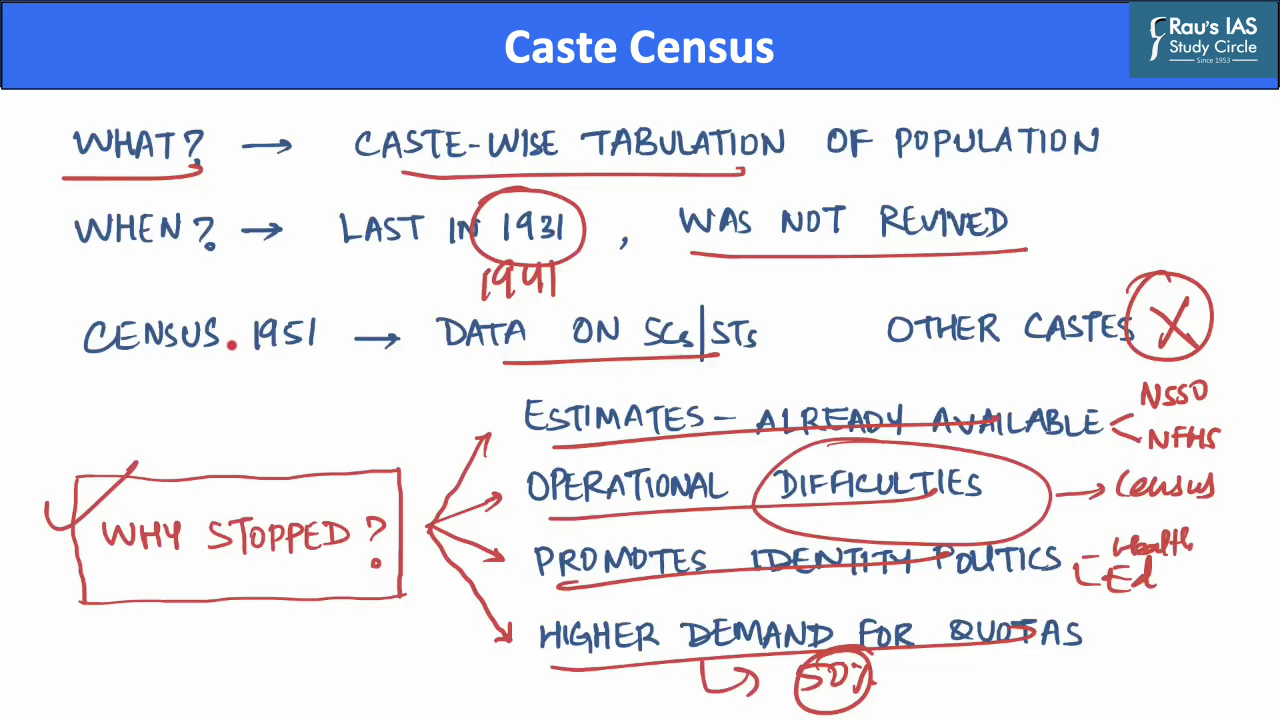 Caste Census
Rau's IAS
Study Circle
Since 1953
WHAT? → CASTE-WISE TABULATION OF POPULATION
WHEN? → LAST IN 1931, WAS NOT REVIVED
1941
CENSUS 1951 → DATA ON SCs|STs OTHER CASTES X
WHY STOPPED?
ESTIMATES – ALREADY AVAILABLE
NSSO
NFHS
OPERATIONAL DIFFICULTIES → Census
PROMOTES IDENTITY POLITICS – Health
Ed
HIGHER DEMAND FOR QUOTAS
50%